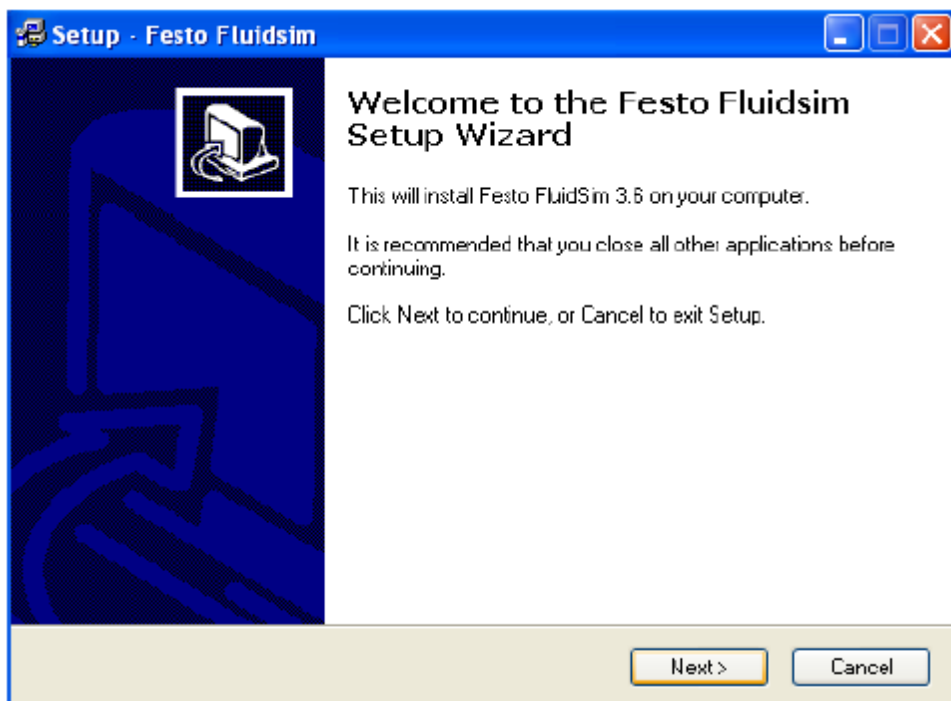 Setup - Festo Fluidsim
Welcome to the Festo Fluidsim
Setup Wizard
This will install Festo FluidSim 3.6 on your computer.
It is recommended that you close all other applications before
continuing.
Click Next to continue, or Cancel to exit Setup.
Next >
Cancel